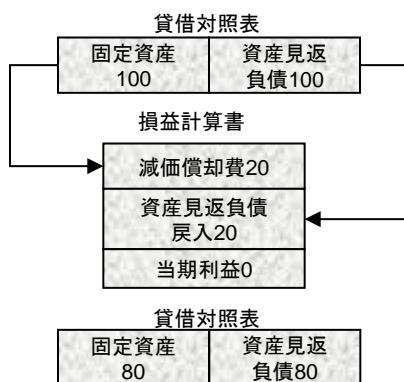 貸借対照表
固定資産
100
資産見返
負債100
損益計算書
減価償却費20
資産見返負債
戻入20
当期利益0
貸借対照表
固定資産
80
資産見返
負債80